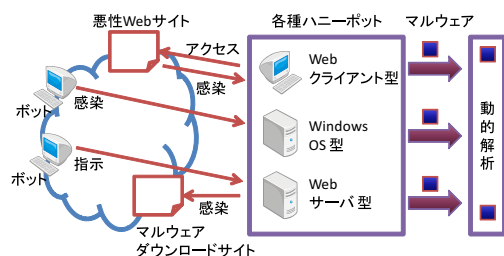 悪性Webサイト
各種ハニーポット
マルウェア
アクセス
感染
Web
クライアント型
ボット
感染
Windows
OS 型
動的解析
指示
ボット
Web
サーバ 型
感染
マルウェア
ダウンロードサイト